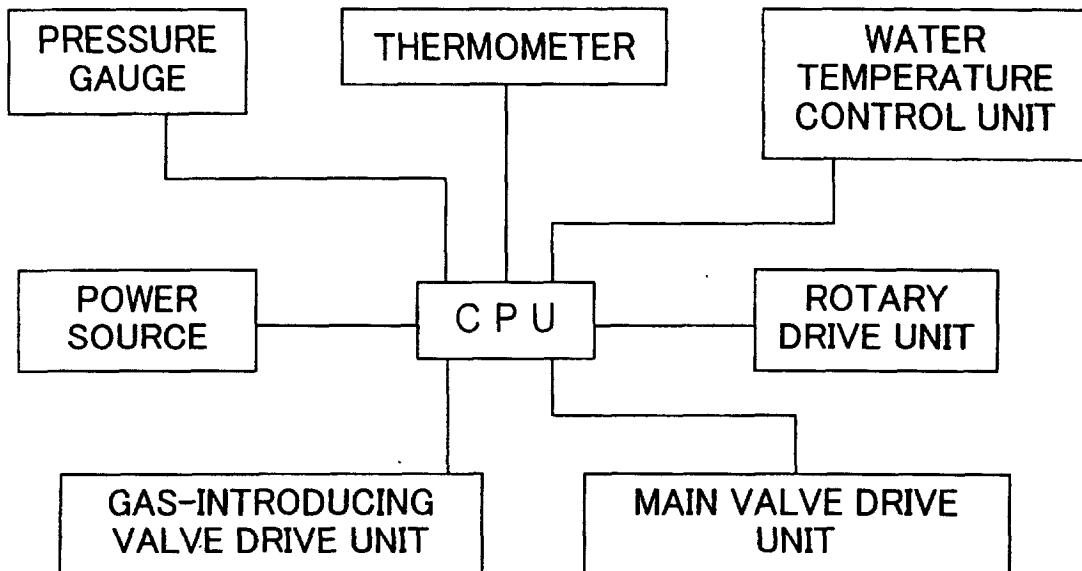 PRESSURE
GAUGE
THERMOMETER
WATER
TEMPERATURE
CONTROL UNIT
POWER
SOURCE
CPU
ROTARY
DRIVE UNIT
GAS-INTRODUCING
VALVE DRIVE UNIT
MAIN VALVE DRIVE
UNIT